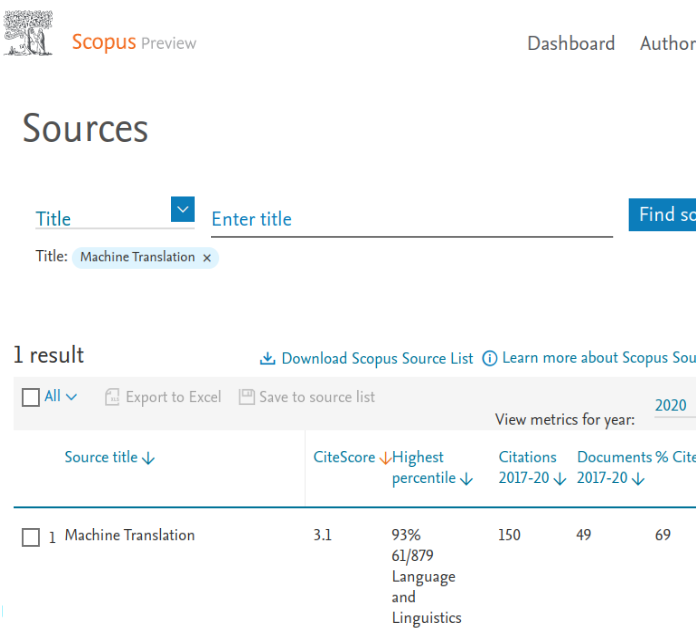 Scopus Preview
Dashboard Author
Sources
Title
Enter title
Find so
Title: Machine Translation ×
1 result
Download Scopus Source List
Learn more about Scopus Sou
All
Export to Excel
Save to source list
View metrics for year:
2020
Source title
CiteScore
Highest
percentile
Citations
2017-20
Documents
2017-20
% Cite
1 Machine Translation
3.1
93%
61/879
Language
and
Linguistics
150
49
69